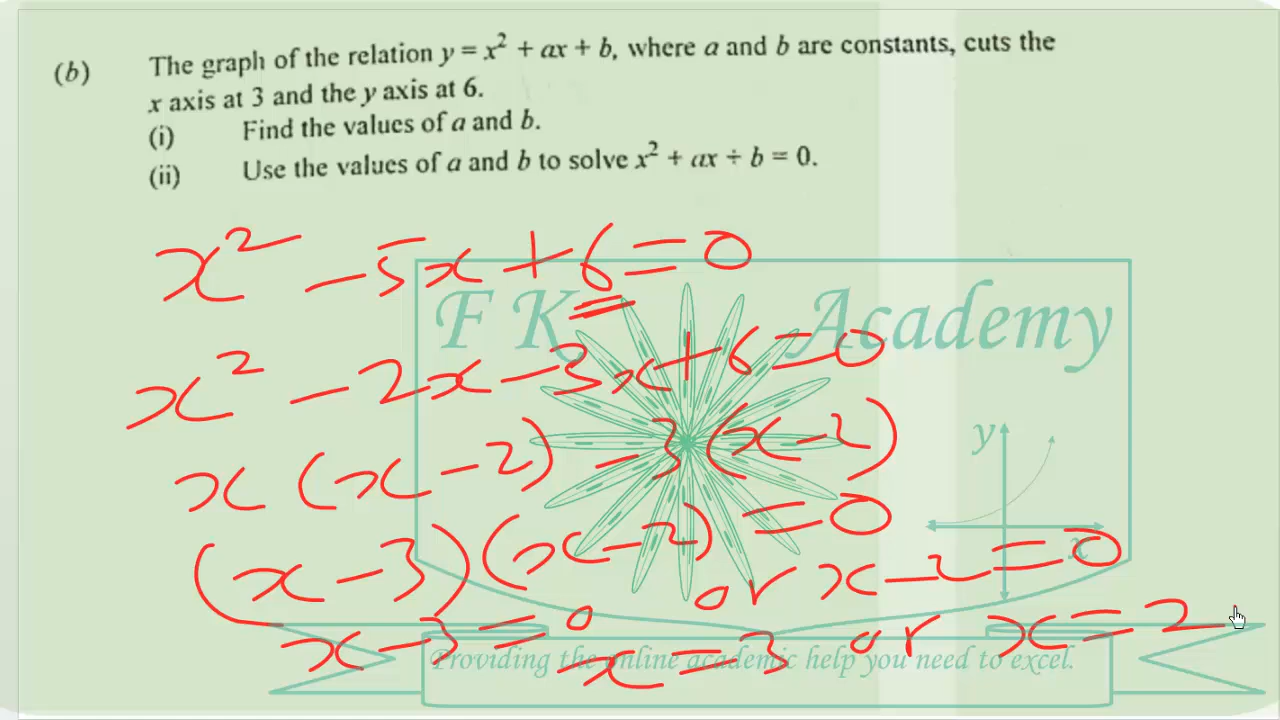 (b) The graph of the relation y = x² + ax + b, where a and b are constants, cuts the
x axis at 3 and the y axis at 6.
(i) Find the values of a and b.
(ii) Use the values of a and b to solve x² + ax ÷ b = 0.
x² - 5x + 6 = 0
F K Academy
x² - 2x - 3x + 6 = 0
y
x(x - 2) - 3(x - 2)
(x - 3)(x - 2) = 0
x
x - 3 = 0 or x - 2 = 0
x = 3 or x = 2
Providing the online academic help you need to excel.